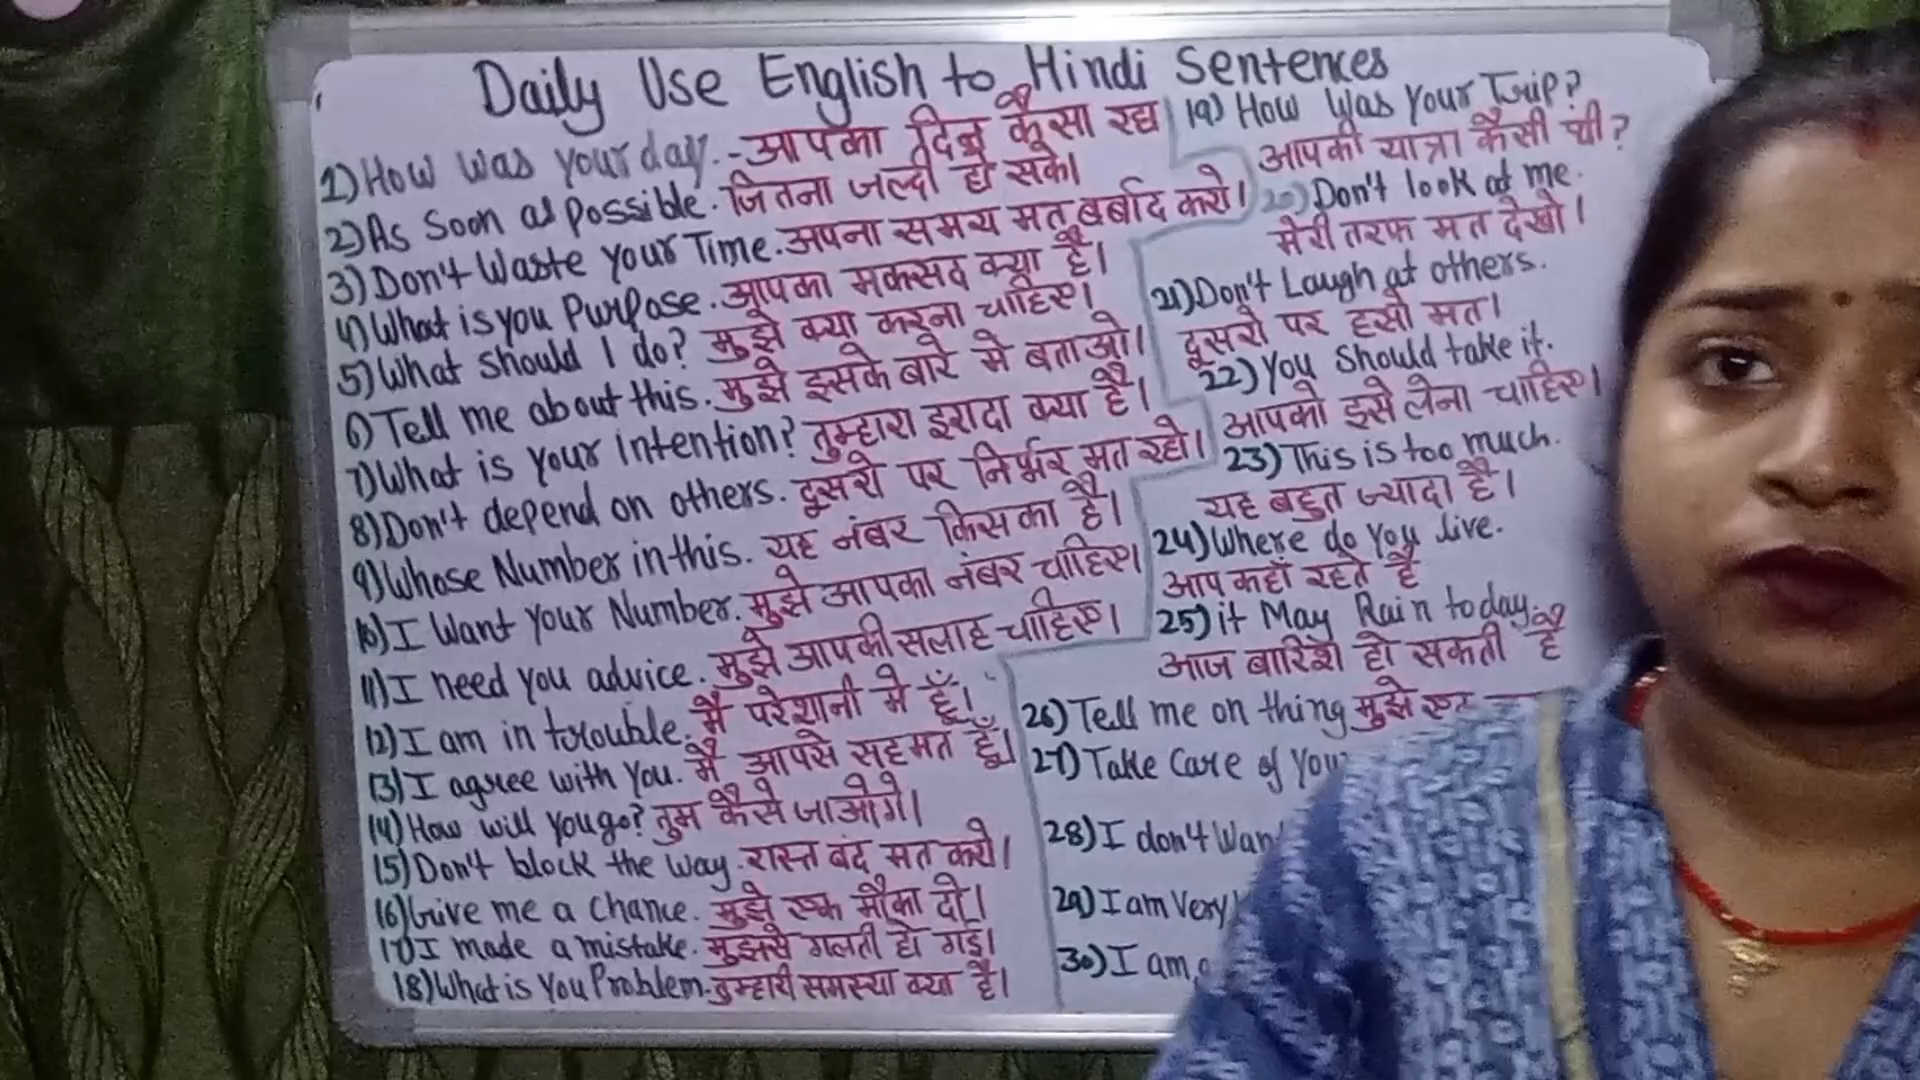 Daily Use English to Hindi Sentences
1) How was your day. - आपका दिन कैसा रहा
2) As soon as possible. जितना जल्दी हो सके।
3) Don't Waste your Time. अपना समय मत बर्बाद करो।
4) What is you Purpose. आपका मकसद क्या है।
5) What should I do? मुझे क्या करना चाहिए।
6) Tell me about this. मुझे इसके बारे मे बताओ।
7) What is your intention? तुम्हारा इरादा क्या है।
8) Don't depend on others. दूसरो पर निर्भर मत रहो।
9) Whose Number in this. यह नंबर किसका है।
10) I Want your Number. मुझे आपका नंबर चाहिए।
11) I need you advice. मुझे आपकी सलाह चाहिए।
12) I am in trouble. मै परेशानी मे हूँ।
13) I agree with you. मै आपसे सहमत हूँ।
14) How will you go? तुम कैसे जाओगे।
15) Don't block the way. रास्त बंद मत करो।
16) Give me a Chance. मुझे एक मौका दो।
17) I made a mistake. मुझसे गलती हो गइ।
18) What is You Problem. तुम्हारी समस्या क्या है।
19) How Was Your Trip?
आपकी यात्रा कैसी थी?
20) Don't look at me.
मेरी तरफ मत देखो।
21) Don't Laugh at others.
दूसरो पर हसो मत।
22) You should take it.
आपको इसे लेना चाहिए।
23) This is too much.
यह बहुत ज्यादा है।
24) Where do You live.
आप कहाँ रहते है
25) it May Rain today.
आज बारिश हो सकती है
26) Tell me on thing मुझे एक
27) Take Care of
28) I don't
29) I am Very
30) I am